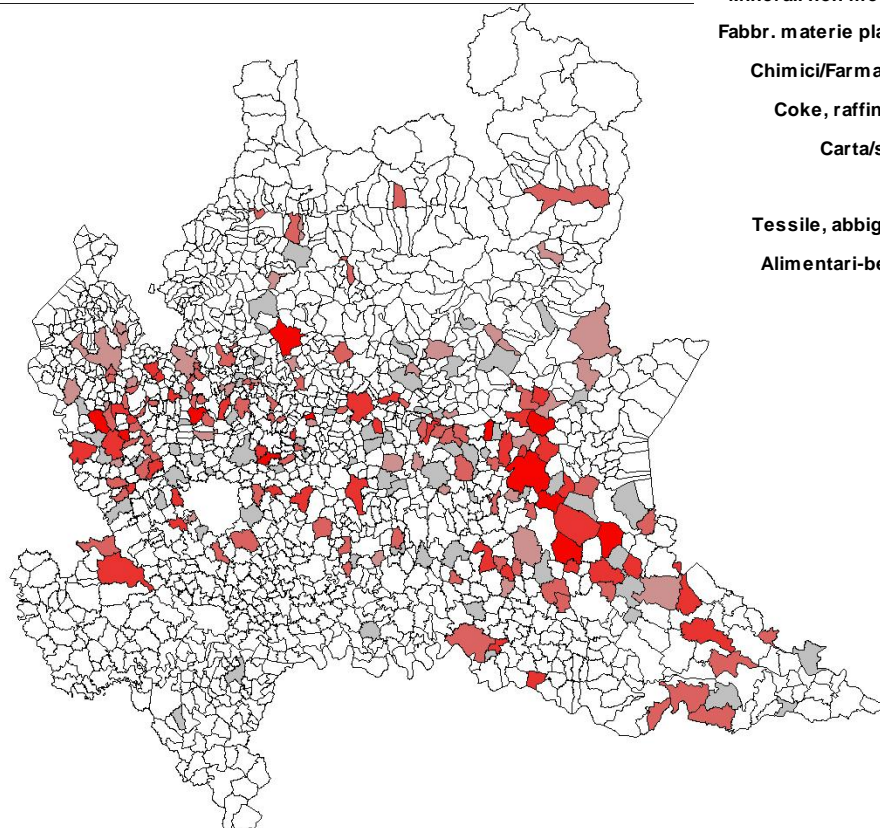 Fabbr. materie pla
Chimici/Farma
Coke, raffin
Carta/s
Tessile, abbig
Alimentari-be